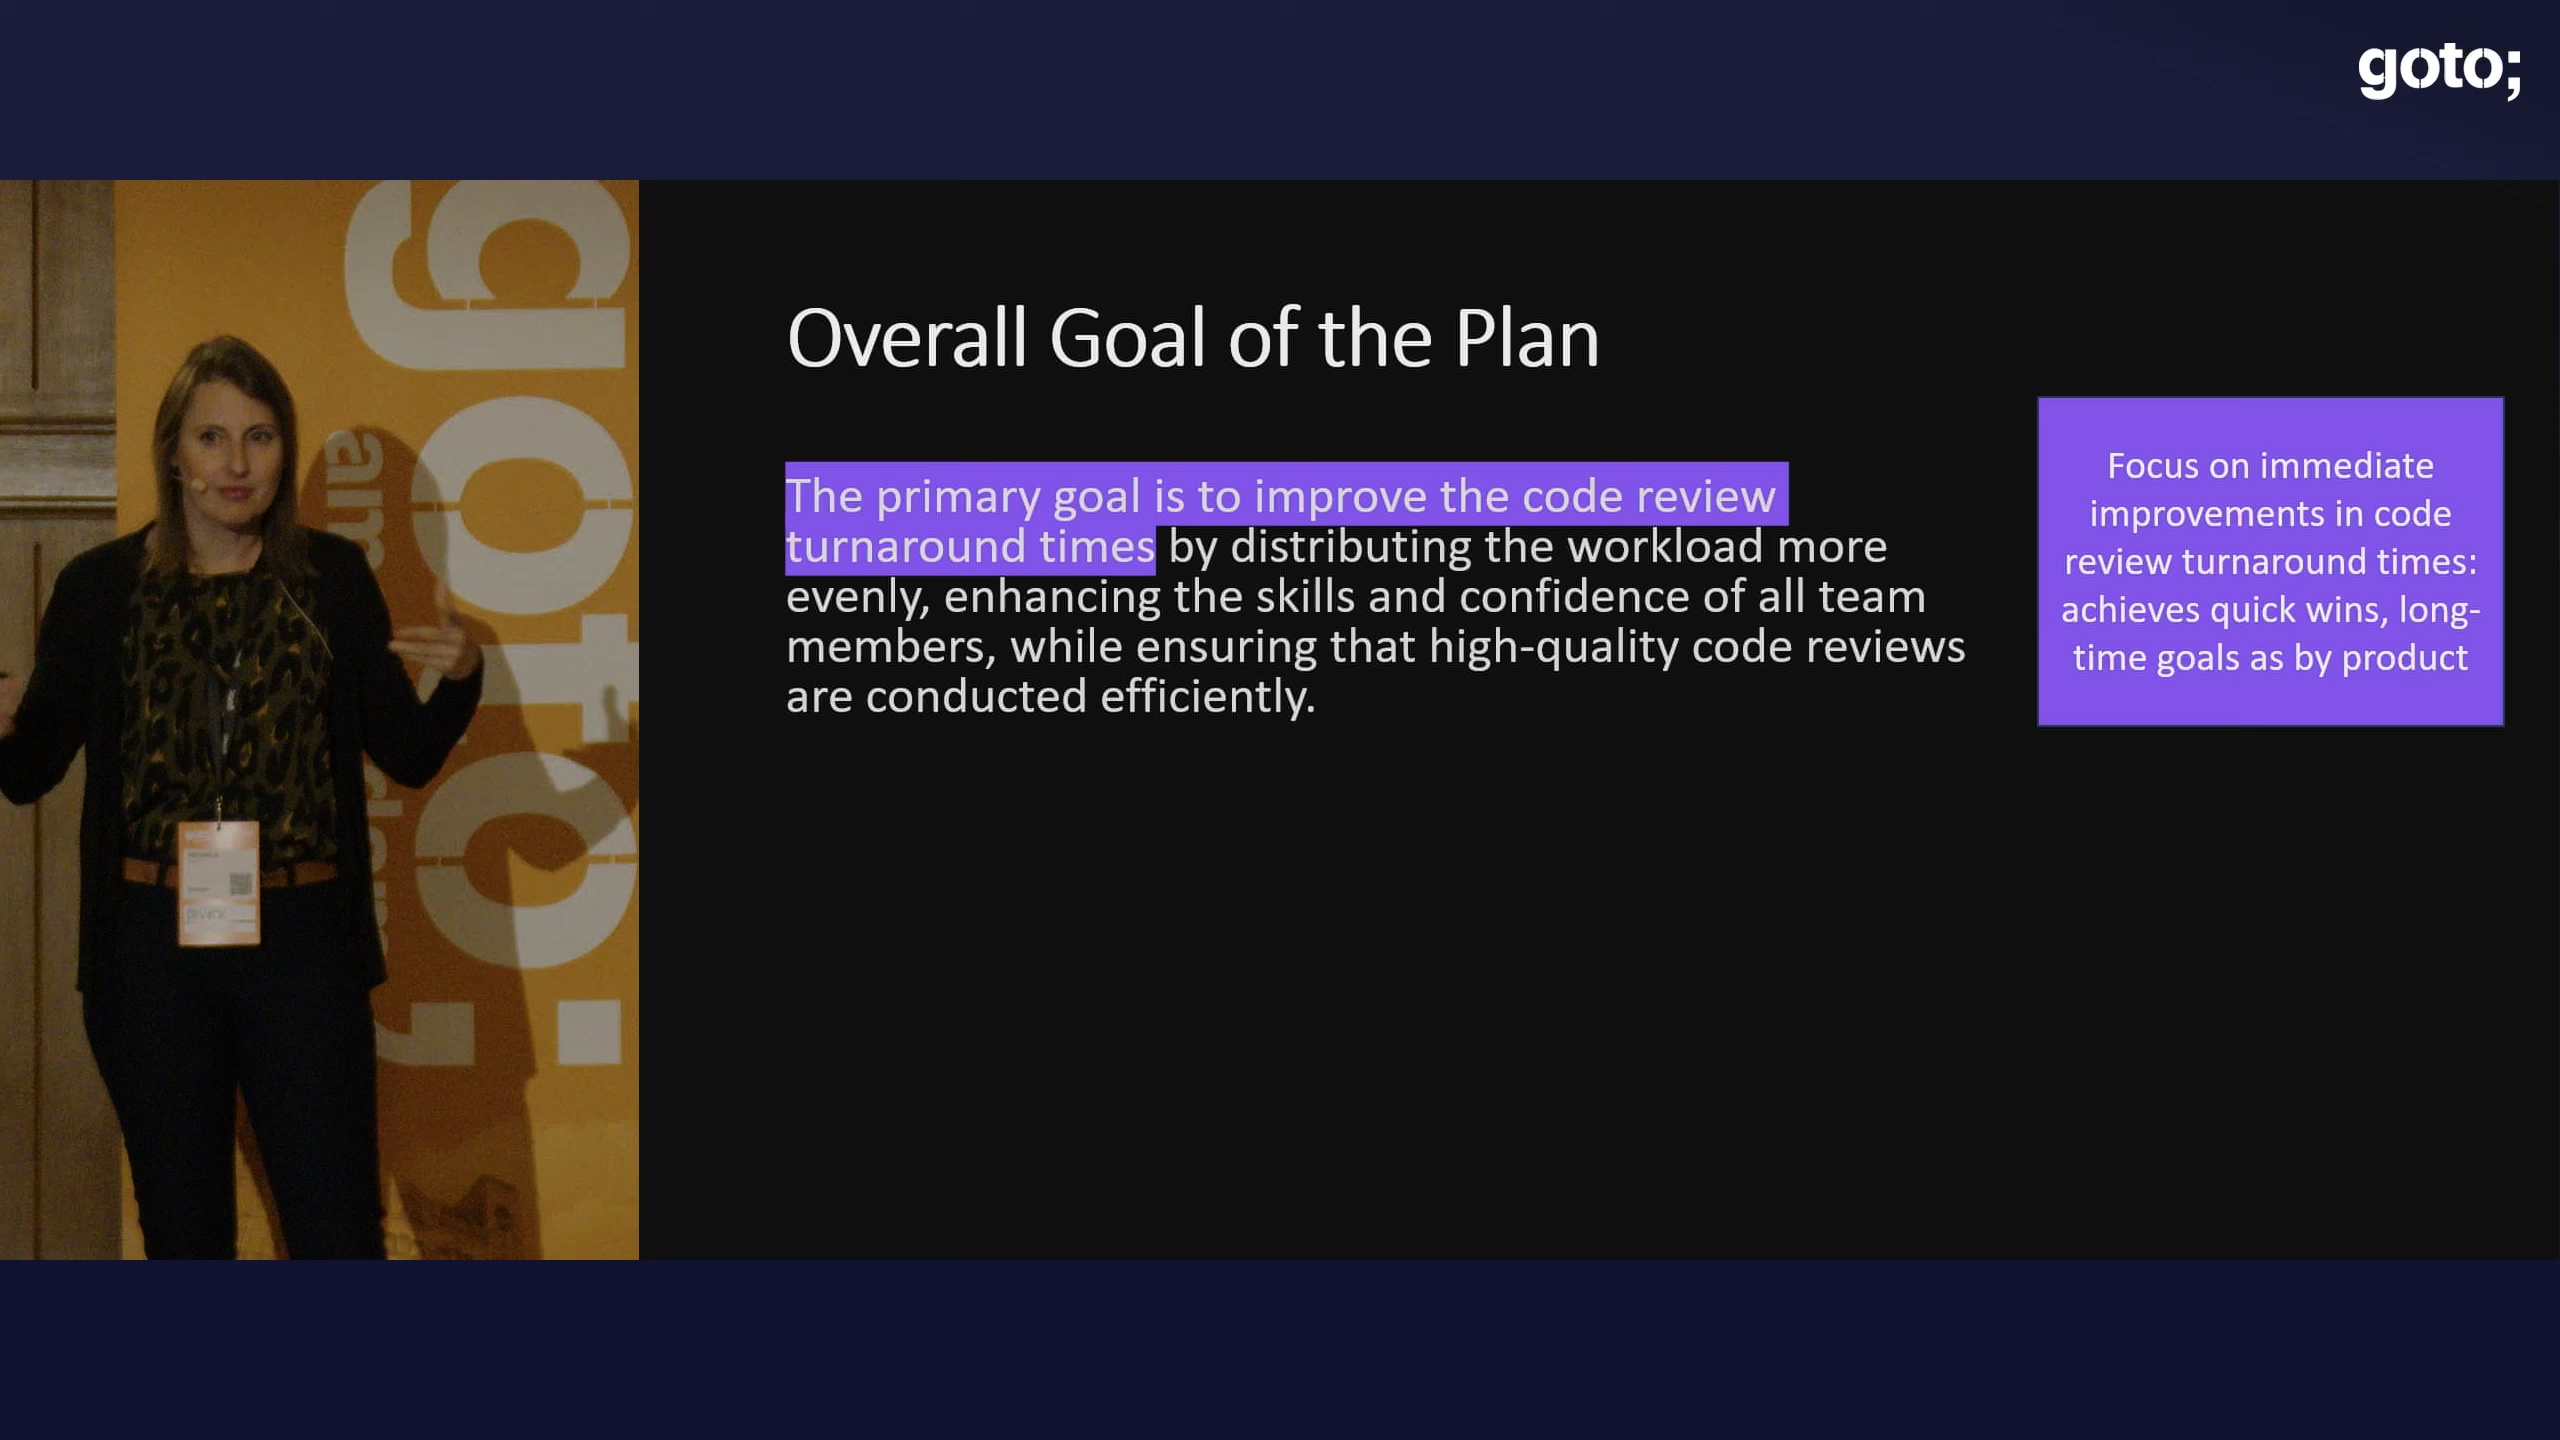 goto;
goto;
Overall Goal of the Plan
The primary goal is to improve the code review
turnaround times by distributing the workload more
evenly, enhancing the skills and confidence of all team
members, while ensuring that high-quality code reviews
are conducted efficiently.
Focus on immediate
improvements in code
review turnaround times:
achieves quick wins, long-
time goals as by product